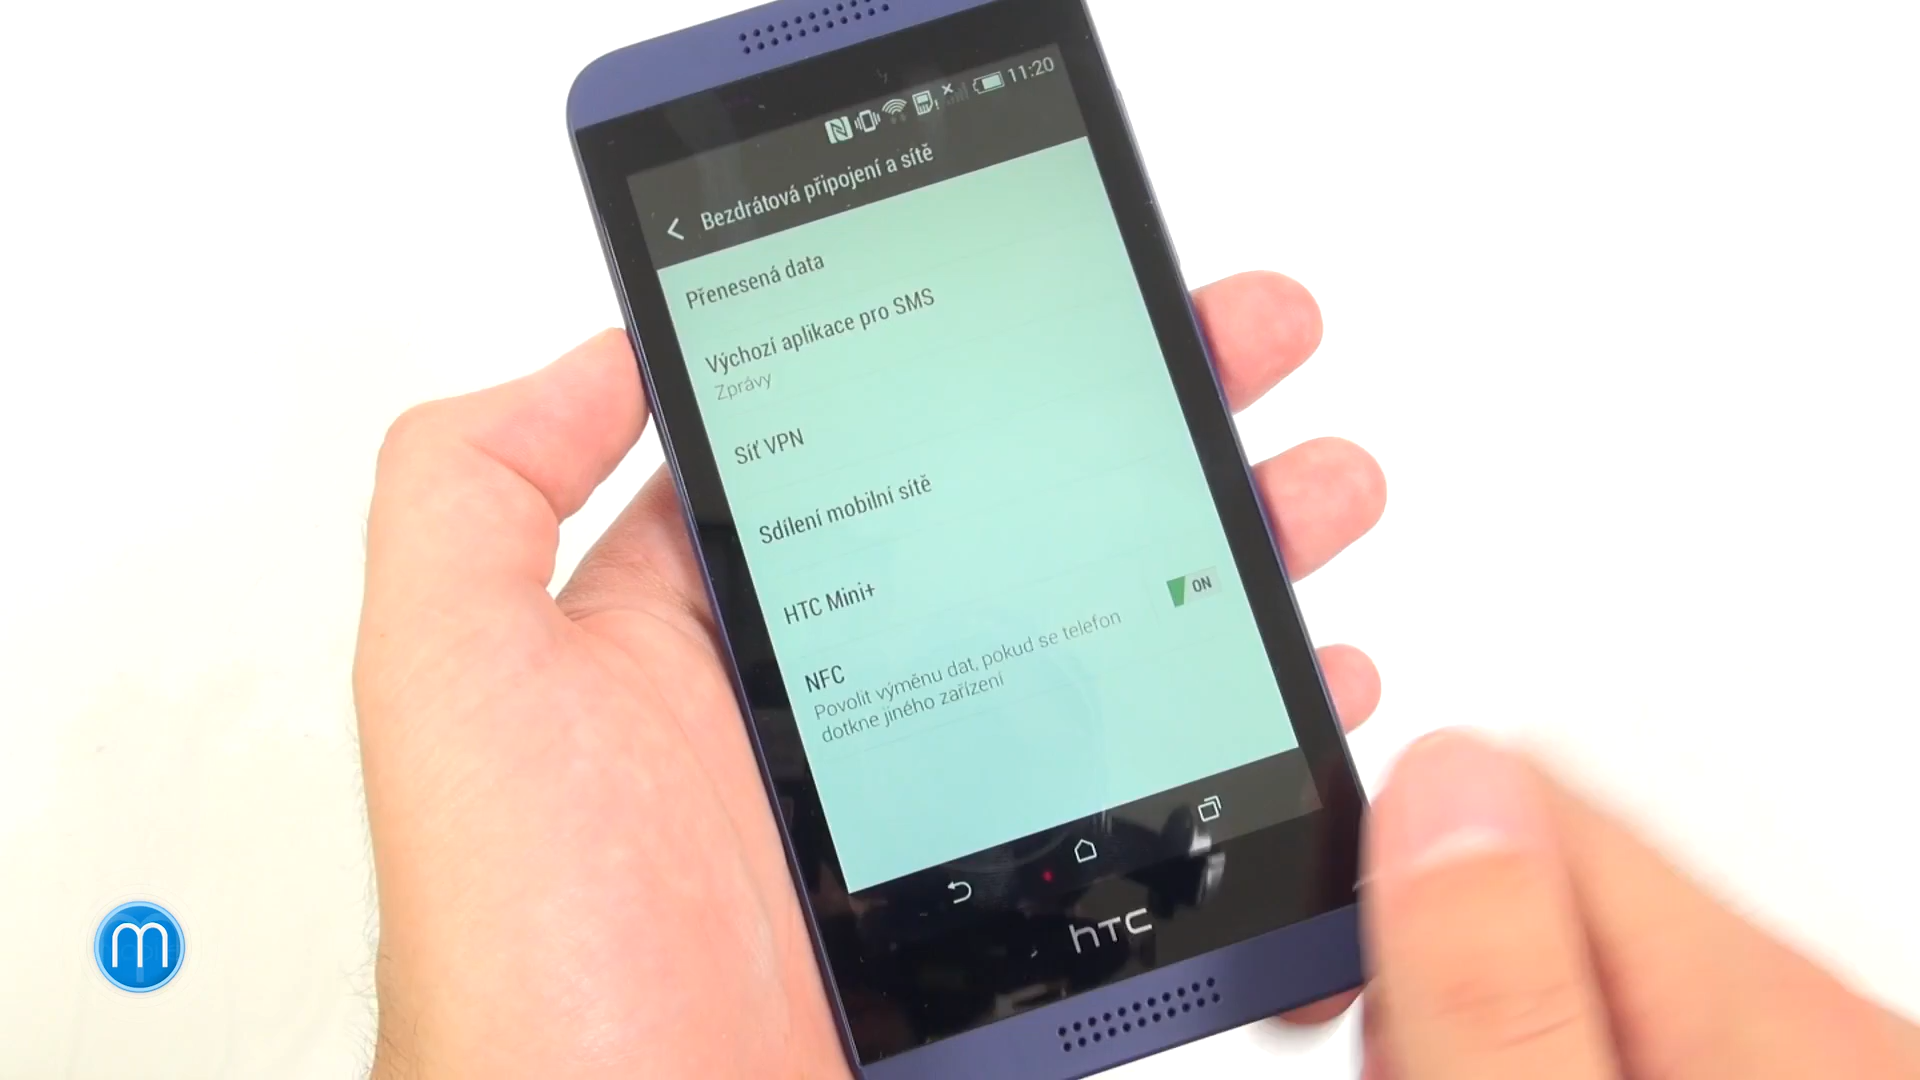 11:20
Bezdrátová připojení a sítě
Přenesená data
Výchozí aplikace pro SMS
Zprávy
Síť VPN
Sdílení mobilní sítě
HTC Mini+
ON
NFC
Povolit výměnu dat, pokud se telefon
dotkne jiného zařízení
hTC
m